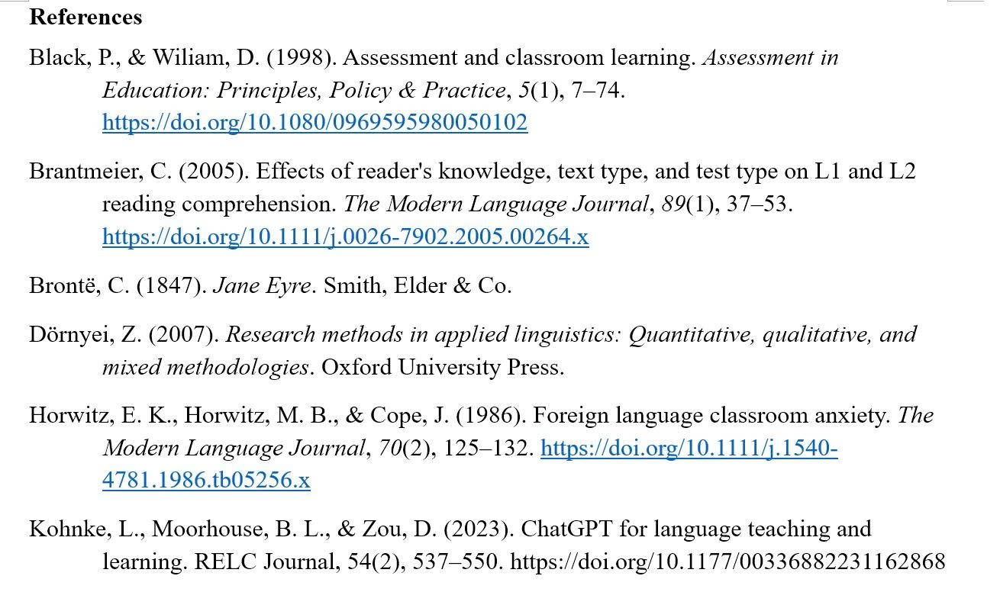 References
Black, P., & Wiliam, D. (1998). Assessment and classroom learning. Assessment in
Education: Principles, Policy & Practice, 5(1), 7–74.
https://doi.org/10.1080/0969595980050102
Brantmeier, C. (2005). Effects of reader's knowledge, text type, and test type on L1 and L2
reading comprehension. The Modern Language Journal, 89(1), 37–53.
https://doi.org/10.1111/j.0026-7902.2005.00264.x
Brontë, C. (1847). Jane Eyre. Smith, Elder & Co.
Dörnyei, Z. (2007). Research methods in applied linguistics: Quantitative, qualitative, and
mixed methodologies. Oxford University Press.
Horwitz, E. K., Horwitz, M. B., & Cope, J. (1986). Foreign language classroom anxiety. The
Modern Language Journal, 70(2), 125–132. https://doi.org/10.1111/j.1540-
4781.1986.tb05256.x
Kohnke, L., Moorhouse, B. L., & Zou, D. (2023). ChatGPT for language teaching and
learning. RELC Journal, 54(2), 537–550. https://doi.org/10.1177/00336882231162868